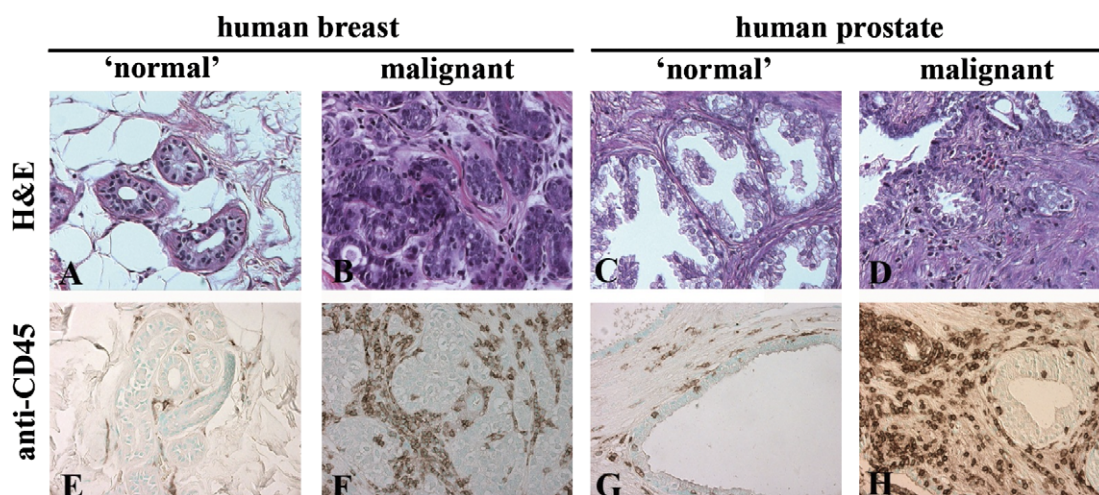 human breast human prostate
‘normal’ malignant ‘normal’ malignant
H&E
A B C D
anti-CD45
E F G H